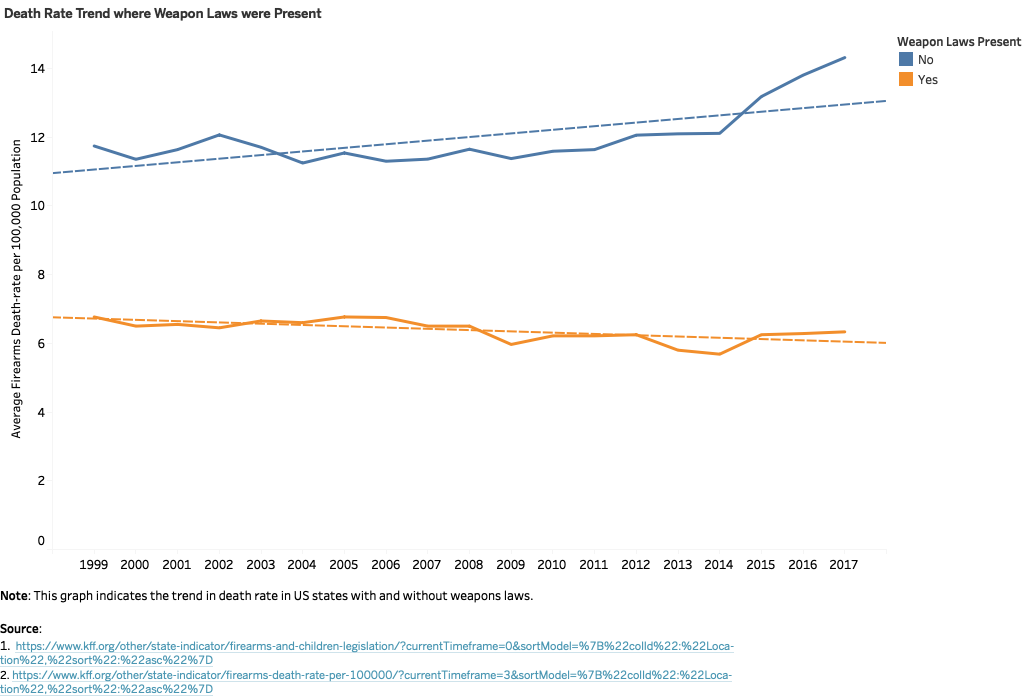 Death Rate Trend where Weapon Laws were Present
Weapon Laws Present
No
Yes
Average Firearms Death-rate per 100,000 Population
14
12
10
8
6
4
2
0
1999 2000 2001 2002 2003 2004 2005 2006 2007 2008 2009 2010 2011 2012 2013 2014 2015 2016 2017
Note: This graph indicates the trend in death rate in US states with and without weapons laws.
Source:
1. https://www.kff.org/other/state-indicator/firearms-and-children-legislation/?currentTimeframe=0&sortModel=%7B%22colId%22:%22Loca-
tion%22,%22sort%22:%22asc%22%7D
2. https://www.kff.org/other/state-indicator/firearms-death-rate-per-100000/?currentTimeframe=3&sortModel=%7B%22colId%22:%22Loca-
tion%22,%22sort%22:%22asc%22%7D